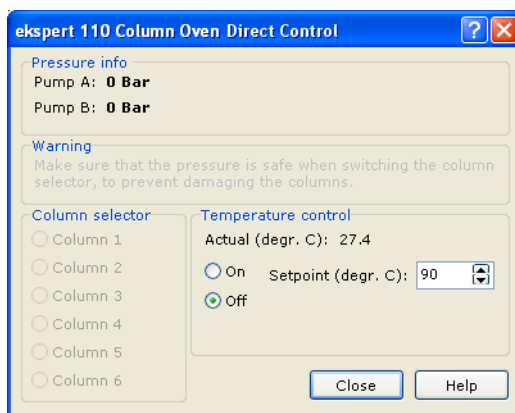 ekspert 110 Column Oven Direct Control
Pressure info
Pump A: 0 Bar
Pump B: 0 Bar
Warning
Make sure that the pressure is safe when switching the column
selector, to prevent damaging the columns.
Column selector
Column 1
Column 2
Column 3
Column 4
Column 5
Column 6
Temperature control
Actual (degr. C): 27.4
On
Setpoint (degr. C): 90
Off
Close
Help